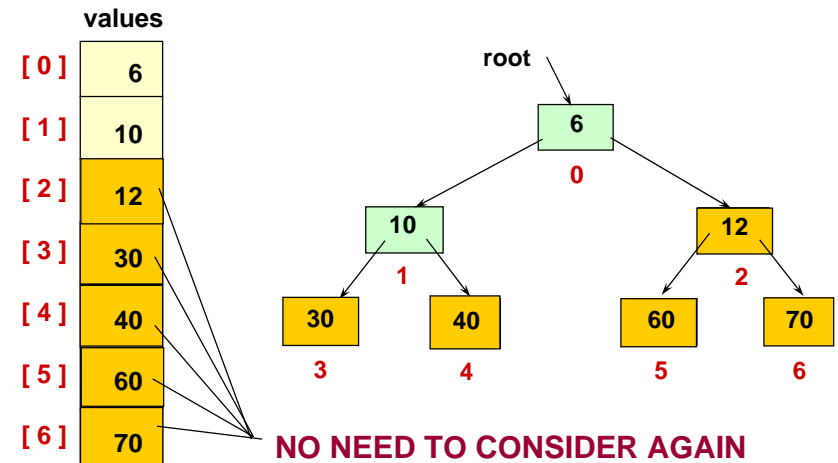 values
[ 0 ] 6
[ 1 ] 10
[ 2 ] 12
[ 3 ] 30
[ 4 ] 40
[ 5 ] 60
[ 6 ] 70
root
6
0
10
12
1
2
30
40
60
70
3
4
5
6
NO NEED TO CONSIDER AGAIN